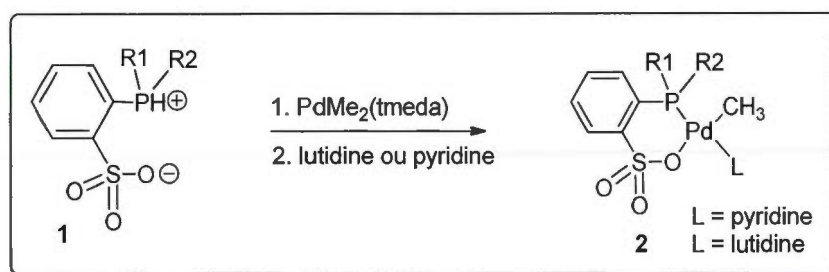 R1 R2
PH⊕
S-O ⊖
O O
1
1. PdMe₂(tmeda)
2. lutidine ou pyridine
R1 R2
P CH₃
Pd
S-O L
O O
2
L = pyridine
L = lutidine